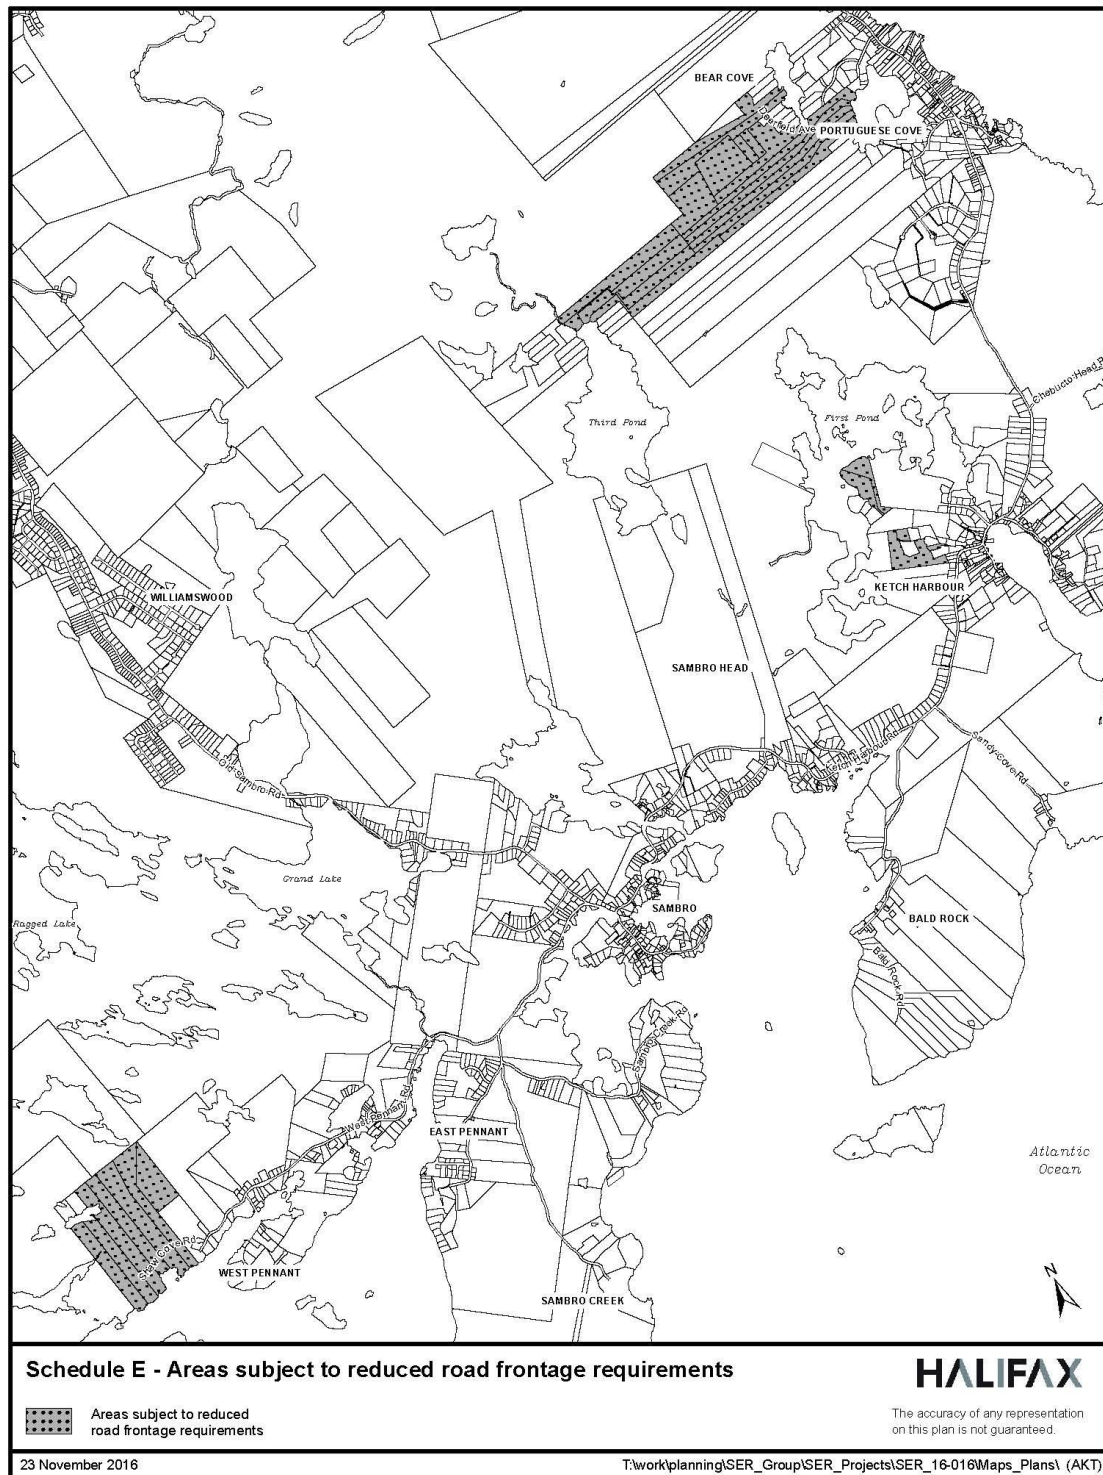 BEAR COVE
Deerfield Ave
PORTUGUESE COVE
Chebucto Head R
Third Pond
First Pond
WILLIAMSWOOD
KETCH HARBOUR
SAMBRO HEAD
Old Sambro Rd
Ketch Harbour Rd
Sandy Cove Rd
Grand Lake
Ragged Lake
SAMBRO
BALD ROCK
Bald Rock Rd
Sambro Creek Rd
West Pennant Rd
EAST PENNANT
Atlantic
Ocean
Shaw Cove Rd
WEST PENNANT
SAMBRO CREEK
N
Schedule E - Areas subject to reduced road frontage requirements
HALIFAX
Areas subject to reduced
road frontage requirements
The accuracy of any representation
on this plan is not guaranteed.
23 November 2016
T:\work\planning\SER_Group\SER_Projects\SER_16-016\Maps_Plans\ (AKT)